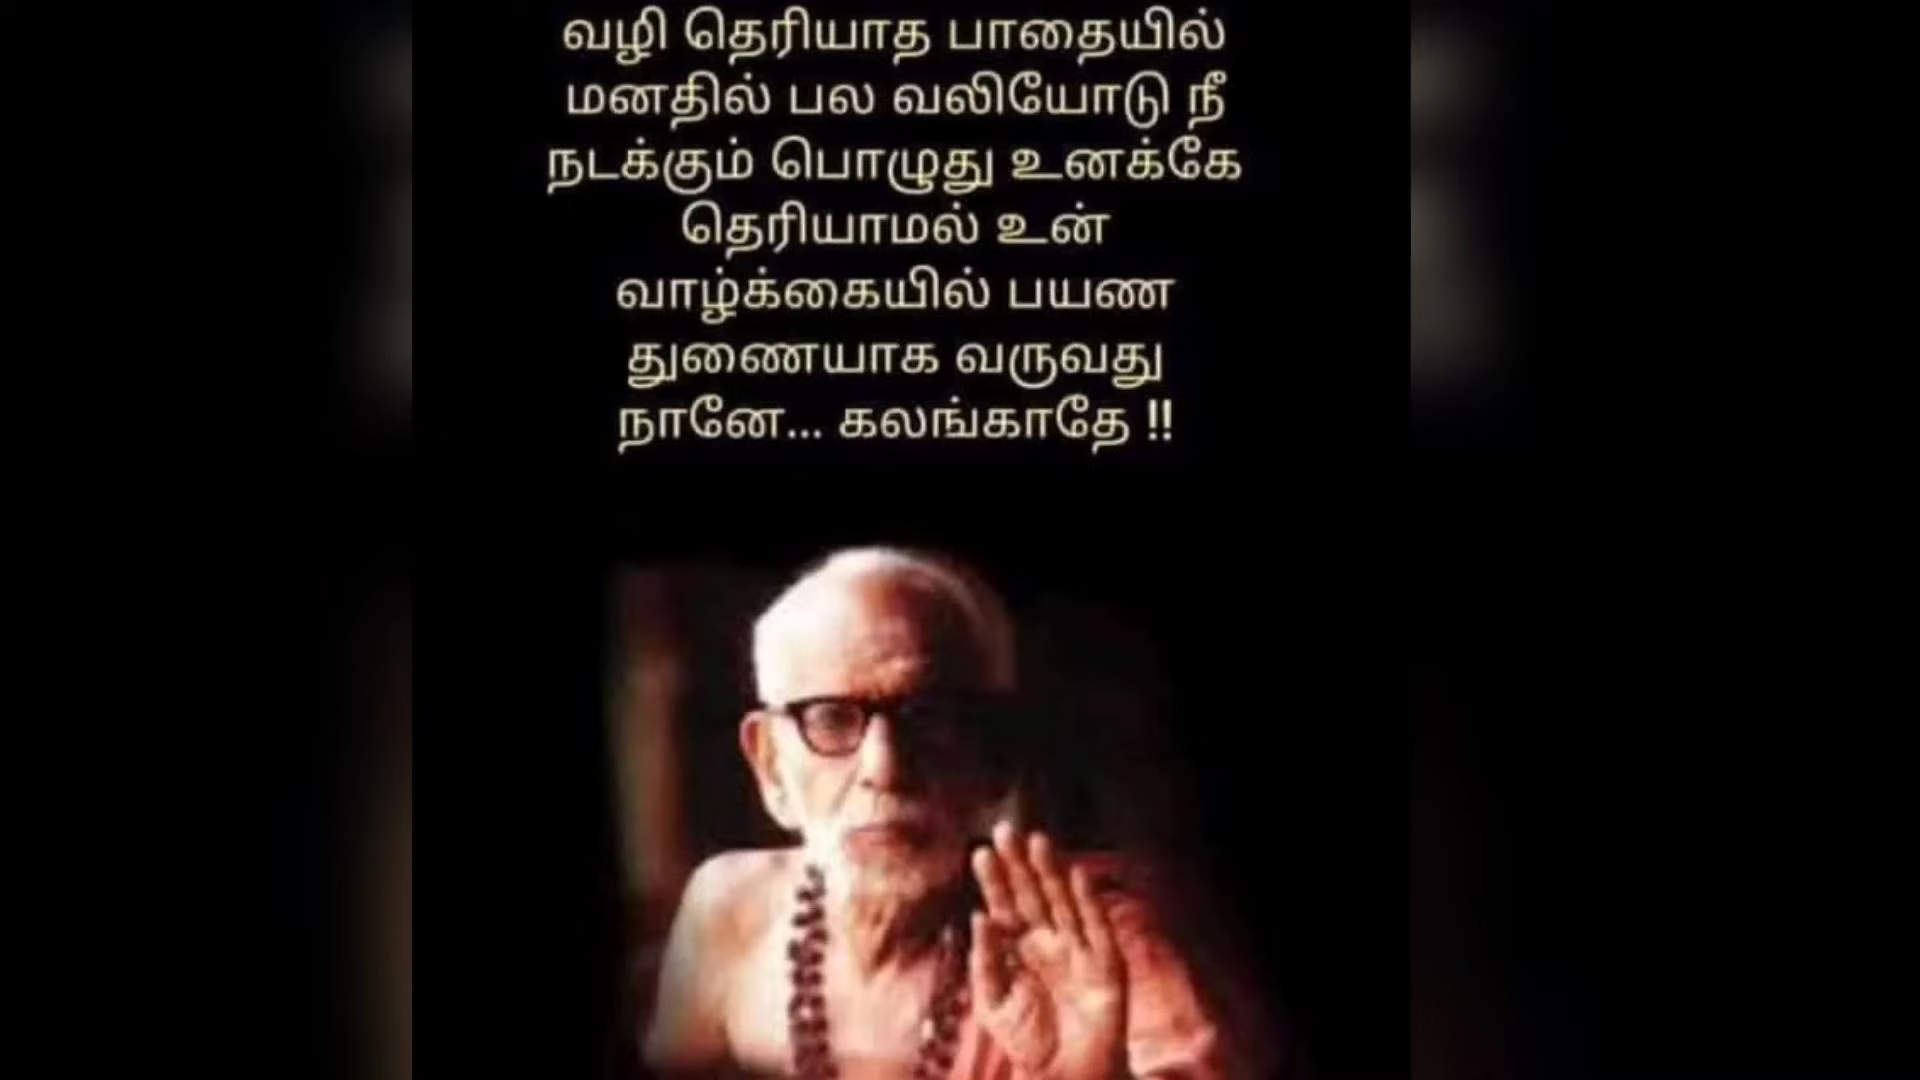 வழி தெரியாத பாதையில்
மனதில் பல வலியோடு நீ
நடக்கும் பொழுது உனக்கே
தெரியாமல் உன்
வாழ்க்கையில் பயண
துணையாக வருவது
நானே... கலங்காதே !!